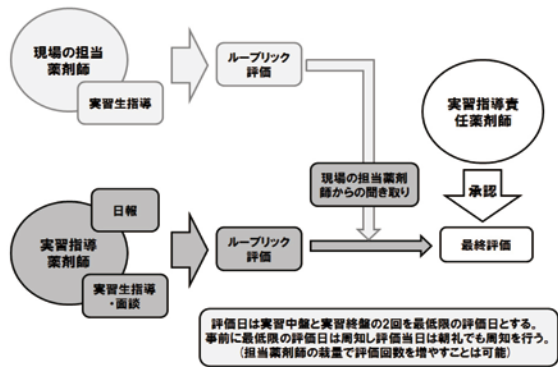 現場の担当
薬剤師
実習生指導
ルーブリック
評価
実習指導責
任薬剤師
現場の担当薬剤
師からの聞き取り
承認
日報
実習指導
薬剤師
実習生指導
・面談
ルーブリック
評価
最終評価
評価日は実習中盤と実習終盤の2回を最低限の評価日とする。
事前に最低限の評価日は周知し評価当日は朝礼でも周知を行う。
(担当薬剤師の裁量で評価回数を増やすことは可能)